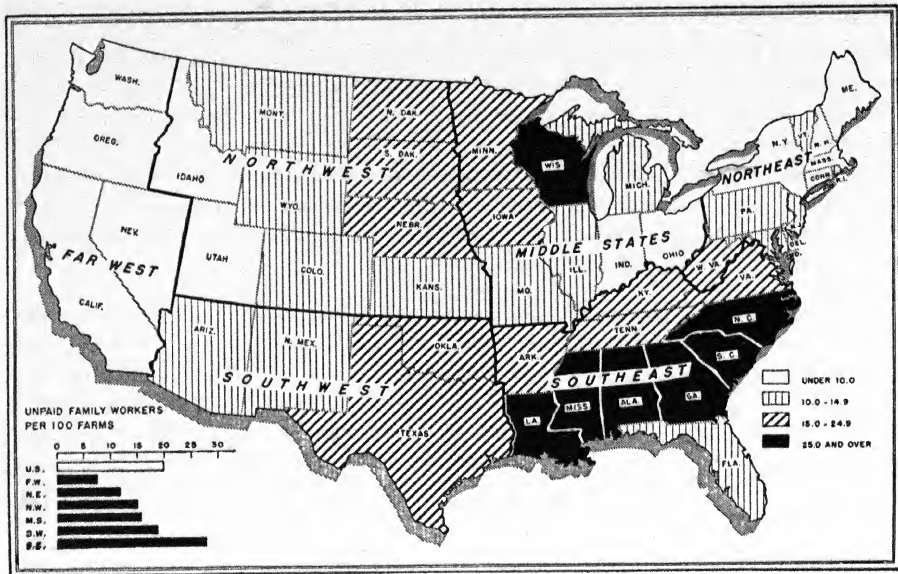 WASH.
OREG.
IDAHO
MONT.
N. DAK.
S. DAK.
MINN.
WIS
MICH.
ME.
N.Y
VT.
N.H.
MASS.
CONN
R.I.
NORTHWEST
NORTHEAST
WYO.
NEBR.
IOWA
PA.
NEV.
UTAH
COLO.
KANS.
MO.
ILL.
IND.
OHIO
DEL.
FAR WEST
MIDDLE STATES
W. VA.
VA.
KY.
CALIF.
ARIZ.
N. MEX.
OKLA.
ARK.
TENN.
N. C.
S. C.
SOUTHWEST
SOUTHEAST
TEXAS
LA.
MISS
ALA.
GA.
FLA.
UNDER 10.0
10.0 - 14.9
15.0 - 24.9
25.0 AND OVER
UNPAID FAMILY WORKERS
PER 100 FARMS
0 5 10 15 20 25 30
U.S.
F.W.
N.E.
N.W.
M.S.
S.W.
S.E.